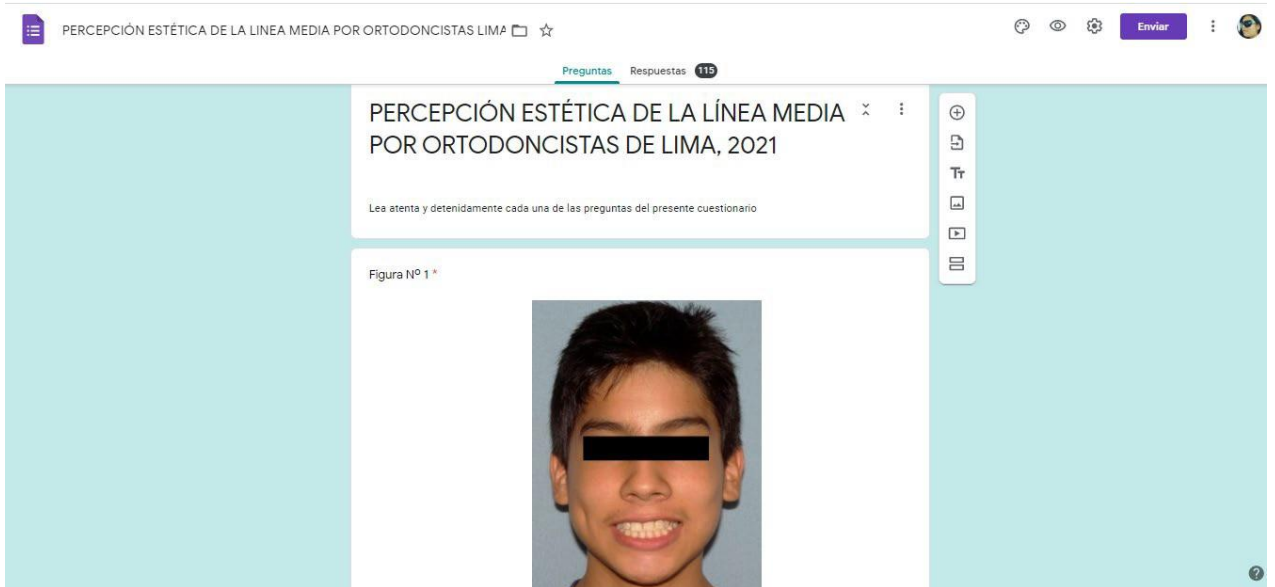 PERCEPCIÓN ESTÉTICA DE LA LINEA MEDIA POR ORTODONCISTAS LIMA
Enviar
Preguntas Respuestas 115
PERCEPCIÓN ESTÉTICA DE LA LÍNEA MEDIA
POR ORTODONCISTAS DE LIMA, 2021
Lea atenta y detenidamente cada una de las preguntas del presente cuestionario
Figura Nº 1 *